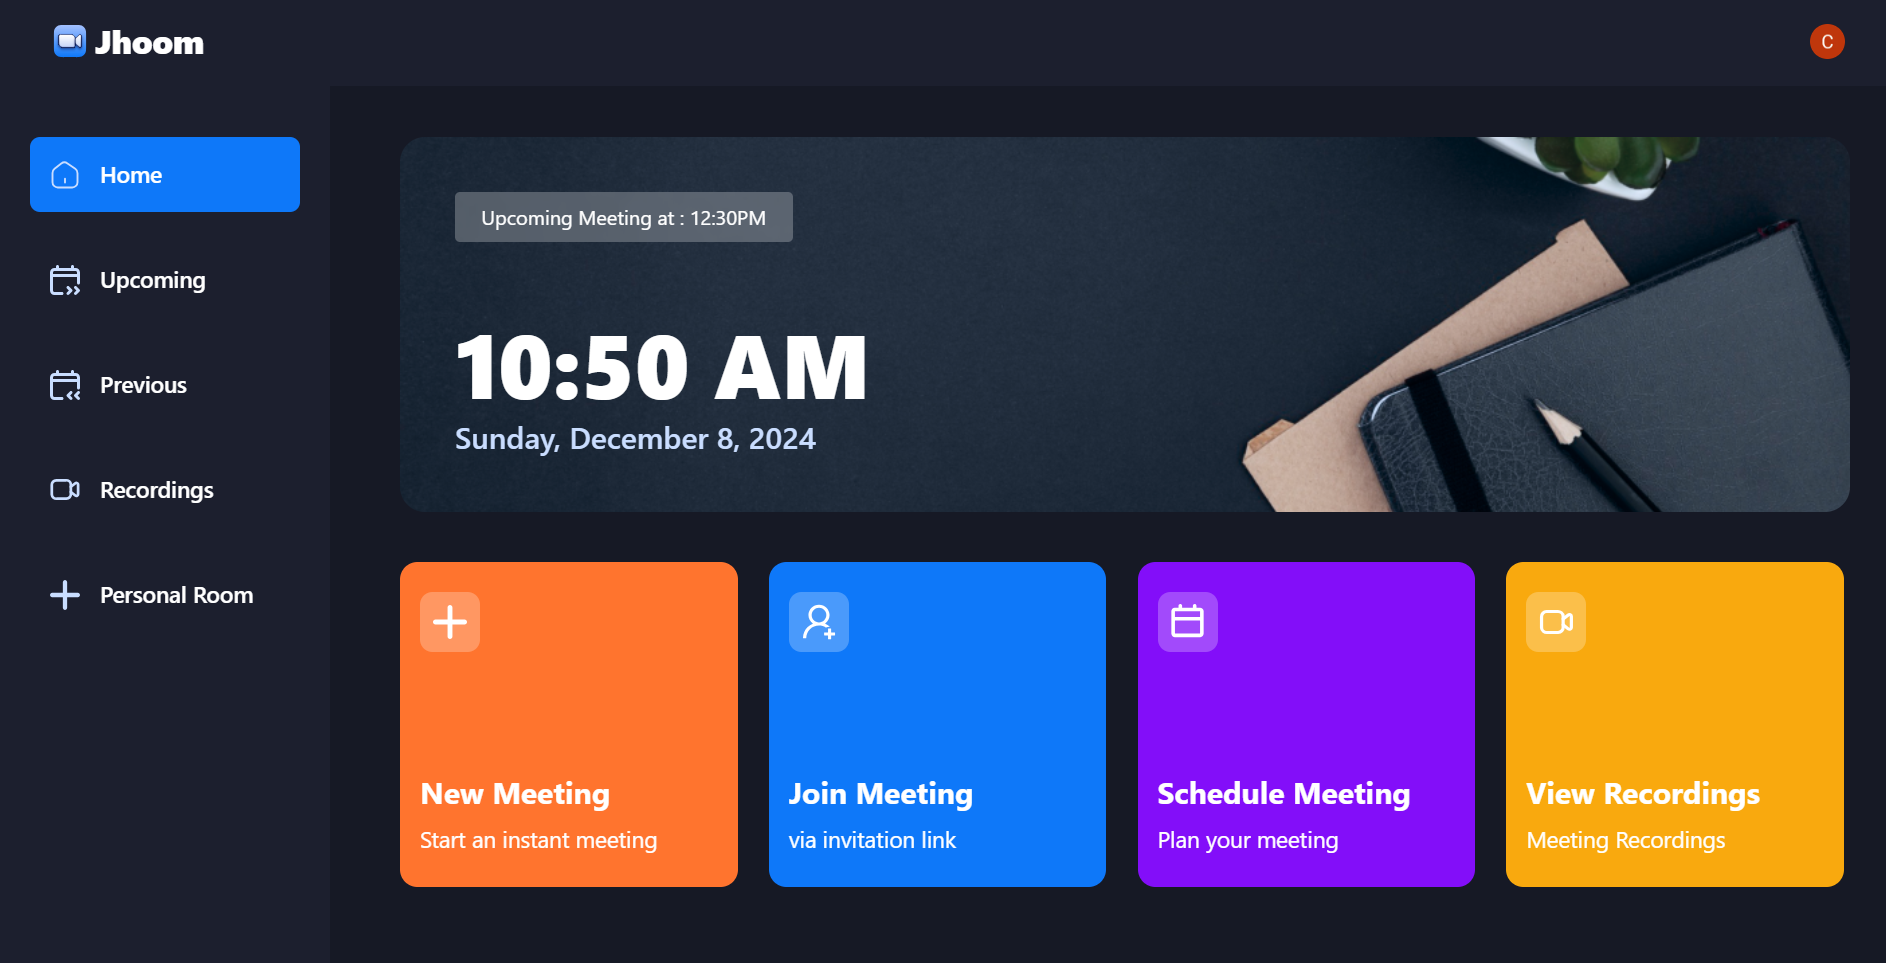 Jhoom
C
Home
Upcoming
Previous
Recordings
Personal Room
Upcoming Meeting at : 12:30PM
10:50 AM
Sunday, December 8, 2024
New Meeting
Start an instant meeting
Join Meeting
via invitation link
Schedule Meeting
Plan your meeting
View Recordings
Meeting Recordings